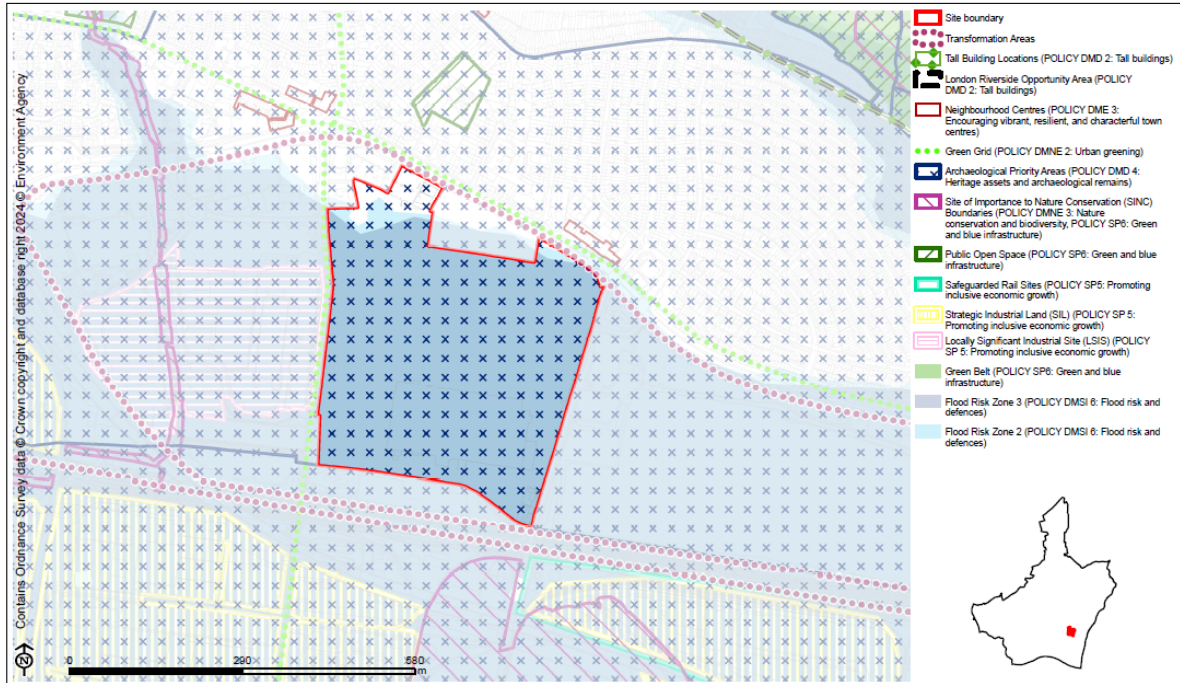 Contains Ordnance Survey data © Crown copyright and database right 2024 © Environment Agency
N
0
290
580
m
Site boundary
Transformation Areas
Tall Building Locations (POLICY DMD 2: Tall buildings)
London Riverside Opportunity Area (POLICY
DMD 2: Tall buildings)
Neighbourhood Centres (POLICY DME 3:
Encouraging vibrant, resilient, and characterful town
centres)
Green Grid (POLICY DMNE 2: Urban greening)
Archaeological Priority Areas (POLICY DMD 4:
Heritage assets and archaeological remains)
Site of Importance to Nature Conservation (SINC)
Boundaries (POLICY DMNE 3: Nature
conservation and biodiversity, POLICY SP6: Green
and blue infrastructure)
Public Open Space (POLICY SP6: Green and blue
infrastructure)
Safeguarded Rail Sites (POLICY SP5: Promoting
inclusive economic growth)
Strategic Industrial Land (SIL) (POLICY SP 5:
Promoting inclusive economic growth)
Locally Significant Industrial Site (LSIS) (POLICY
SP 5: Promoting inclusive economic growth)
Green Belt (POLICY SP6: Green and blue
infrastructure)
Flood Risk Zone 3 (POLICY DMSI 6: Flood risk and
defences)
Flood Risk Zone 2 (POLICY DMSI 6: Flood risk and
defences)